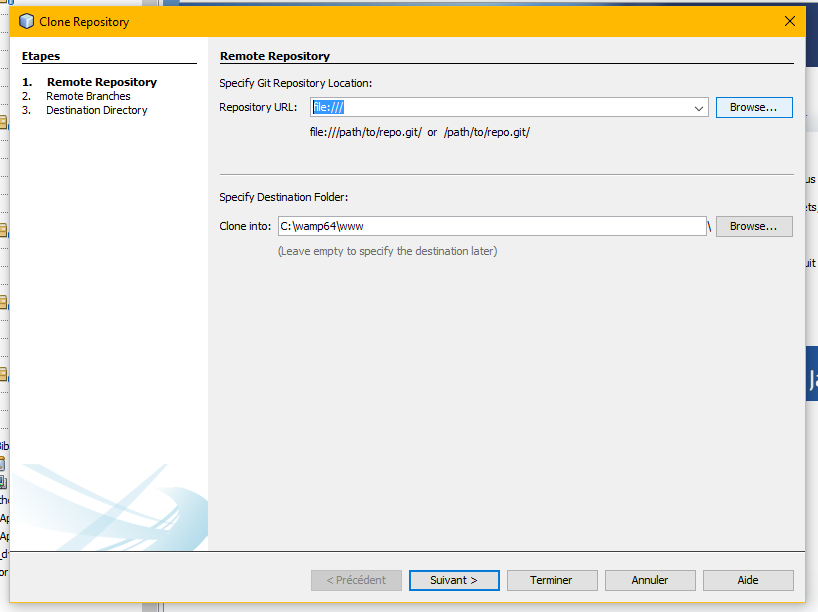 Clone Repository
Etapes
1. Remote Repository
2. Remote Branches
3. Destination Directory
Remote Repository
Specify Git Repository Location:
Repository URL: file:/// Browse...
file:///path/to/repo.git/ or /path/to/repo.git/
Specify Destination Folder:
Clone into: C:\wamp64\www \ Browse...
(Leave empty to specify the destination later)
< Précédent Suivant > Terminer Annuler Aide